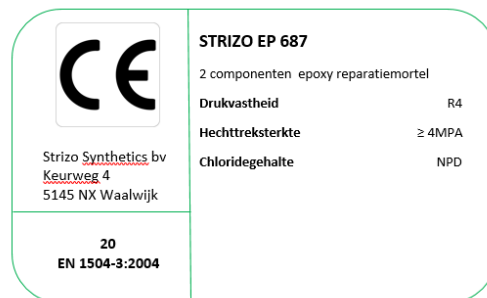 CE
Strizo Synthetics bv
Keurweg 4
5145 NX Waalwijk
20
EN 1504-3:2004
STRIZO EP 687
2 componenten epoxy reparatiemortel
Drukvastheid R4
Hechttreksterkte ≥ 4MPA
Chloridegehalte NPD